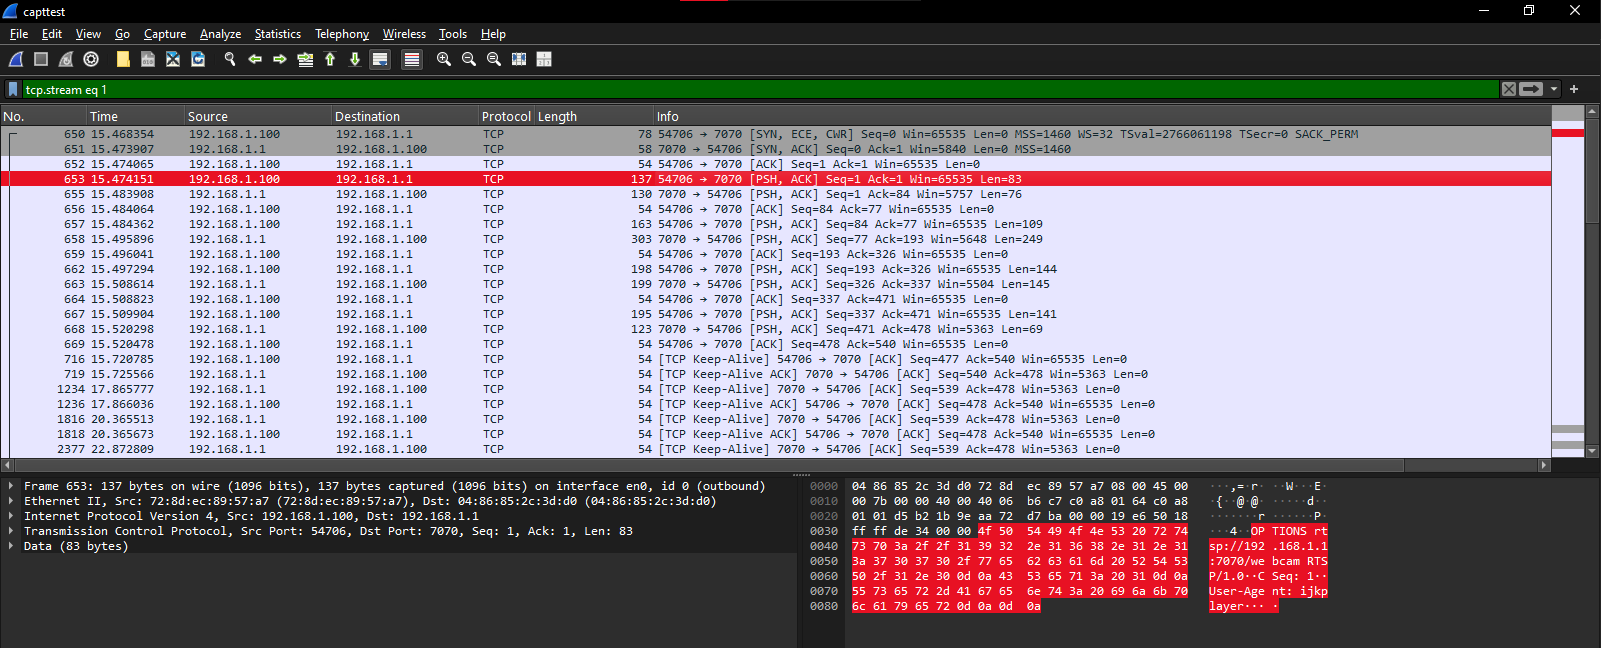 capttest
File Edit View Go Capture Analyze Statistics Telephony Wireless Tools Help
tcp.stream eq 1
No. Time Source Destination Protocol Length Info
650 15.468354 192.168.1.100 192.168.1.1 TCP 78 54706 → 7070 [SYN, ECE, CWR] Seq=0 Win=65535 Len=0 MSS=1460 WS=32 TSval=2766061198 TSecr=0 SACK_PERM
651 15.473907 192.168.1.1 192.168.1.100 TCP 58 7070 → 54706 [SYN, ACK] Seq=0 Ack=1 Win=5840 Len=0 MSS=1460
652 15.474065 192.168.1.100 192.168.1.1 TCP 54 54706 → 7070 [ACK] Seq=1 Ack=1 Win=65535 Len=0
653 15.474151 192.168.1.100 192.168.1.1 TCP 137 54706 → 7070 [PSH, ACK] Seq=1 Ack=1 Win=65535 Len=83
655 15.483908 192.168.1.1 192.168.1.100 TCP 130 7070 → 54706 [PSH, ACK] Seq=1 Ack=84 Win=5757 Len=76
656 15.484064 192.168.1.100 192.168.1.1 TCP 54 54706 → 7070 [ACK] Seq=84 Ack=77 Win=65535 Len=0
657 15.484362 192.168.1.100 192.168.1.1 TCP 163 54706 → 7070 [PSH, ACK] Seq=84 Ack=77 Win=65535 Len=109
658 15.495896 192.168.1.1 192.168.1.100 TCP 303 7070 → 54706 [PSH, ACK] Seq=77 Ack=193 Win=5648 Len=249
659 15.496041 192.168.1.100 192.168.1.1 TCP 54 54706 → 7070 [ACK] Seq=193 Ack=326 Win=65535 Len=0
662 15.497294 192.168.1.100 192.168.1.1 TCP 198 54706 → 7070 [PSH, ACK] Seq=193 Ack=326 Win=65535 Len=144
663 15.508614 192.168.1.1 192.168.1.100 TCP 199 7070 → 54706 [PSH, ACK] Seq=326 Ack=337 Win=5504 Len=145
664 15.508823 192.168.1.100 192.168.1.1 TCP 54 54706 → 7070 [ACK] Seq=337 Ack=471 Win=65535 Len=0
667 15.509904 192.168.1.100 192.168.1.1 TCP 195 54706 → 7070 [PSH, ACK] Seq=337 Ack=471 Win=65535 Len=141
668 15.520298 192.168.1.1 192.168.1.100 TCP 123 7070 → 54706 [PSH, ACK] Seq=471 Ack=478 Win=5363 Len=69
669 15.520478 192.168.1.100 192.168.1.1 TCP 54 54706 → 7070 [ACK] Seq=478 Ack=540 Win=65535 Len=0
716 15.720785 192.168.1.100 192.168.1.1 TCP 54 [TCP Keep-Alive] 54706 → 7070 [ACK] Seq=477 Ack=540 Win=65535 Len=0
719 15.725566 192.168.1.1 192.168.1.100 TCP 54 [TCP Keep-Alive ACK] 7070 → 54706 [ACK] Seq=540 Ack=478 Win=5363 Len=0
1234 17.865777 192.168.1.1 192.168.1.100 TCP 54 [TCP Keep-Alive] 7070 → 54706 [ACK] Seq=539 Ack=478 Win=5363 Len=0
1236 17.866036 192.168.1.100 192.168.1.1 TCP 54 [TCP Keep-Alive ACK] 54706 → 7070 [ACK] Seq=478 Ack=540 Win=65535 Len=0
1816 20.365513 192.168.1.1 192.168.1.100 TCP 54 [TCP Keep-Alive] 7070 → 54706 [ACK] Seq=539 Ack=478 Win=5363 Len=0
1818 20.365673 192.168.1.100 192.168.1.1 TCP 54 [TCP Keep-Alive ACK] 54706 → 7070 [ACK] Seq=478 Ack=540 Win=65535 Len=0
2377 22.872809 192.168.1.1 192.168.1.100 TCP 54 [TCP Keep-Alive] 7070 → 54706 [ACK] Seq=539 Ack=478 Win=5363 Len=0
Frame 653: 137 bytes on wire (1096 bits), 137 bytes captured (1096 bits) on interface en0, id 0 (outbound)
Ethernet II, Src: 72:8d:ec:89:57:a7 (72:8d:ec:89:57:a7), Dst: 04:86:85:2c:3d:d0 (04:86:85:2c:3d:d0)
Internet Protocol Version 4, Src: 192.168.1.100, Dst: 192.168.1.1
Transmission Control Protocol, Src Port: 54706, Dst Port: 7070, Seq: 1, Ack: 1, Len: 83
Data (83 bytes)
0000 04 86 85 2c 3d d0 72 8d ec 89 57 a7 08 00 45 00 ···,=·r· ··W···E·
0010 00 7b 00 00 40 00 40 06 b6 c7 c0 a8 01 64 c0 a8 ·{··@·@· ·····d··
0020 01 01 d5 b2 1b 9e aa 72 d7 ba 00 00 19 e6 50 18 ·······r ······P·
0030 ff ff de 34 00 00 4f 50 54 49 4f 4e 53 20 72 74 ···4··OP TIONS rt
0040 73 70 3a 2f 2f 31 39 32 2e 31 36 38 2e 31 2e 31 sp://192 .168.1.1
0050 3a 37 30 37 30 2f 77 65 62 63 61 6d 20 52 54 53 :7070/we bcam RTS
0060 50 2f 31 2e 30 0d 0a 43 53 65 71 3a 20 31 0d 0a P/1.0··C Seq: 1··
0070 55 73 65 72 2d 41 67 65 6e 74 3a 20 69 6a 6b 70 User-Age nt: ijkp
0080 6c 61 79 65 72 0d 0a 0d 0a layer··· ·